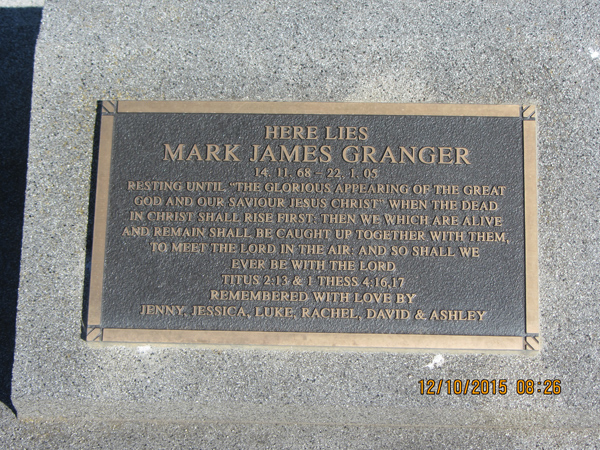 HERE LIES
MARK JAMES GRANGER
14. 11. 68 – 22. 1. 05
RESTING UNTIL, "THE GLORIOUS APPEARING OF THE GREAT
GOD AND OUR SAVIOUR JESUS CHRIST" WHEN THE DEAD
IN CHRIST SHALL RISE FIRST: THEN WE WHICH ARE ALIVE
AND REMAIN SHALL BE CAUGHT UP TOGETHER WITH THEM,
TO MEET THE LORD IN THE AIR: AND SO SHALL WE
EVER BE WITH THE LORD
TITUS 2:13 & 1 THESS 4:16,17
REMEMBERED WITH LOVE BY
JENNY, JESSICA, LUKE, RACHEL, DAVID & ASHLEY
12/10/2015 08:26